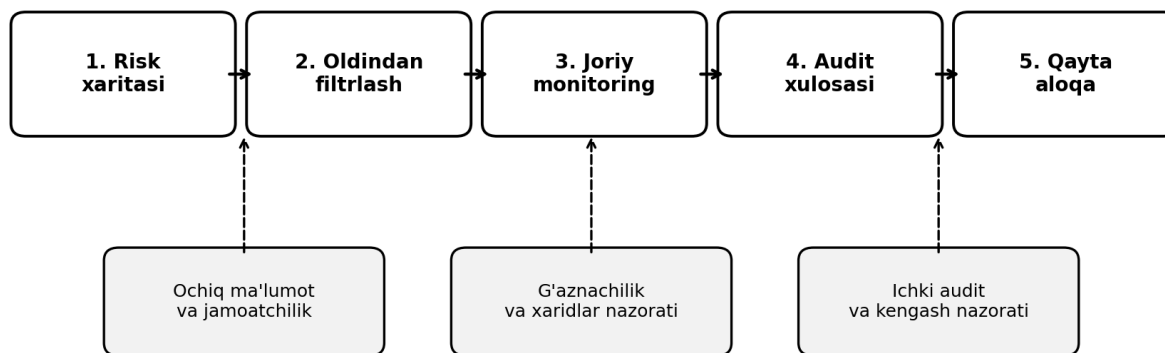 1. Risk
xaritasi
2. Oldindan
filtrlash
3. Joriy
monitoring
4. Audit
xulosasi
5. Qayta
aloqa
Ochiq ma'lumot
va jamoatchilik
G'aznachilik
va xaridlar nazorati
Ichki audit
va kengash nazorati